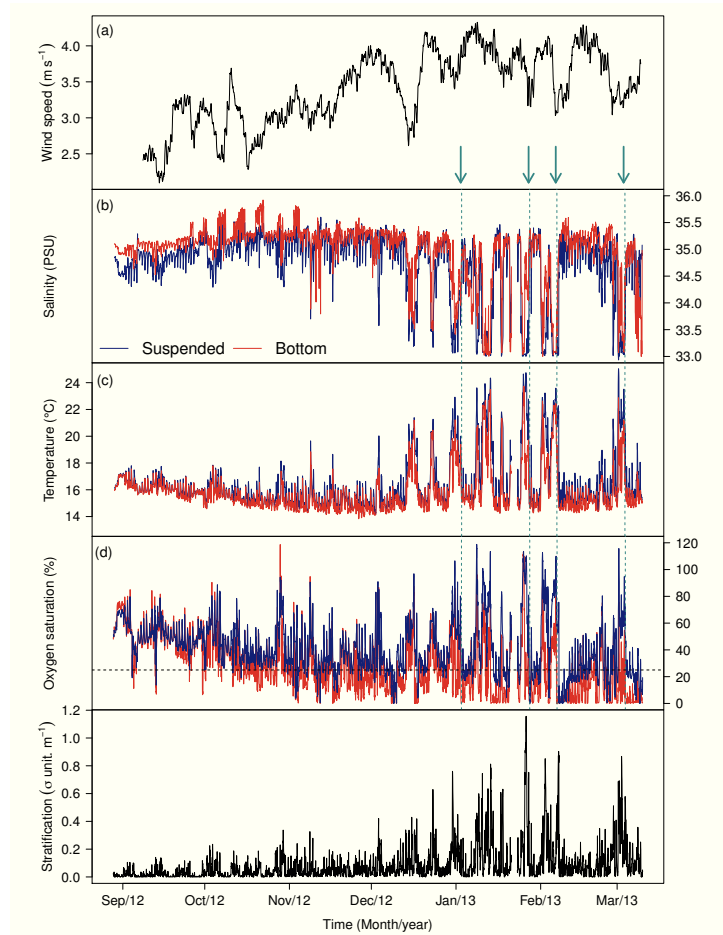 (a)
Wind speed (m s⁻¹)
4.0
3.5
3.0
2.5
(b)
Salinity (PSU)
36.0
35.5
35.0
34.5
34.0
33.5
33.0
Suspended
Bottom
(c)
Temperature (°C)
24
22
20
18
16
14
(d)
Oxygen saturation (%)
120
100
80
60
40
20
0
Stratification (σ unit. m⁻¹)
1.2
1.0
0.8
0.6
0.4
0.2
0.0
Sep/12 Oct/12 Nov/12 Dec/12 Jan/13 Feb/13 Mar/13
Time (Month/year)